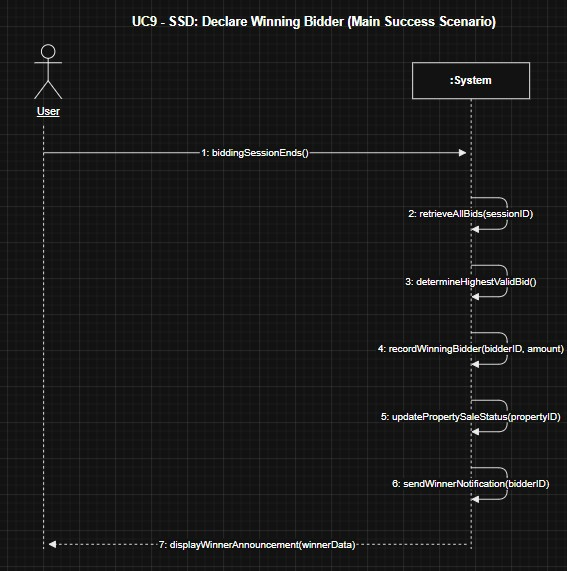 UC9 - SSD: Declare Winning Bidder (Main Success Scenario)
User
:System
1: biddingSessionEnds()
2: retrieveAllBids(sessionID)
3: determineHighestValidBid()
4: recordWinningBidder(bidderID, amount)
5: updatePropertySaleStatus(propertyID)
6: sendWinnerNotification(bidderID)
7: displayWinnerAnnouncement(winnerData)